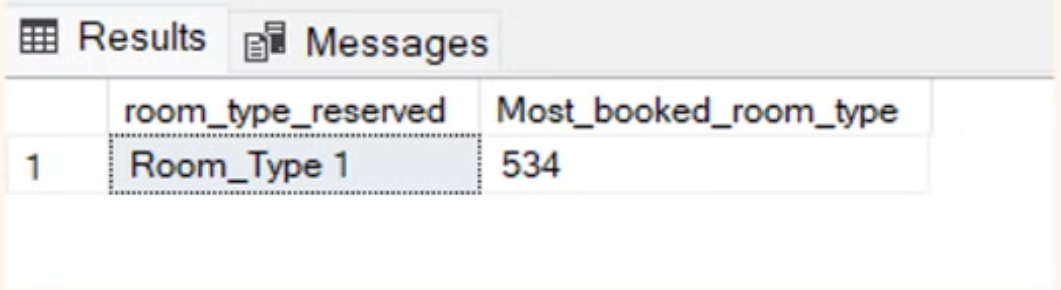 Results Messages
room_type_reserved Most_booked_room_type
1 Room_Type 1 534